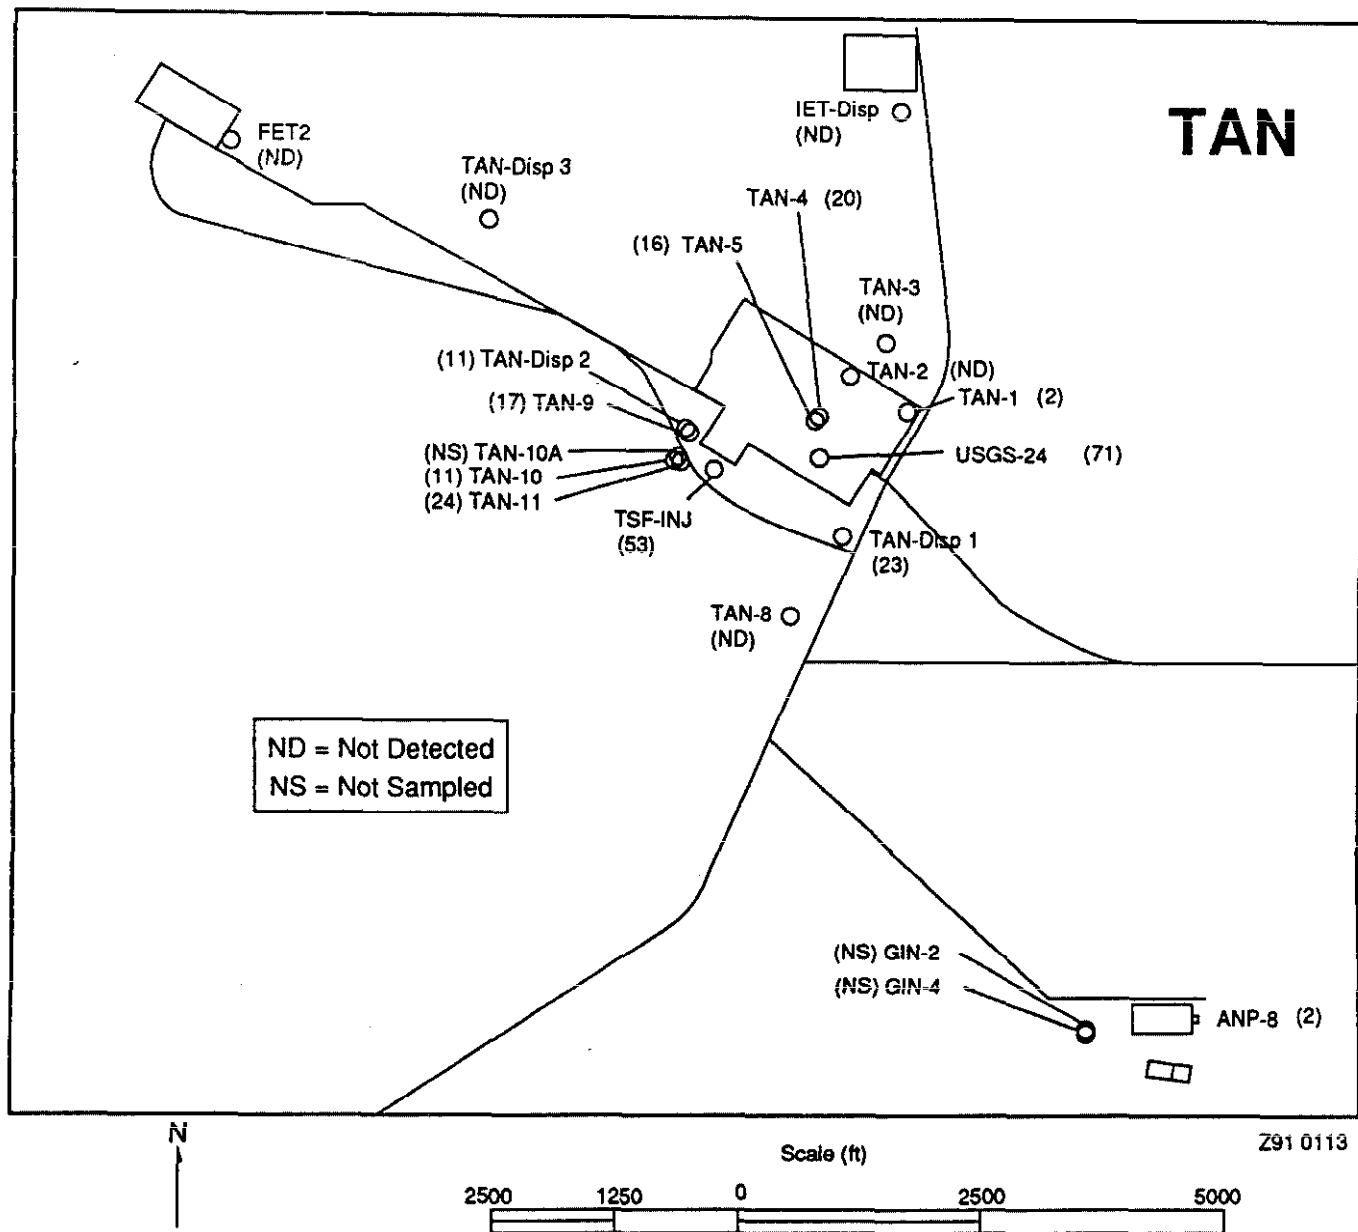 TAN
IET-Disp
(ND)
FET2
(ND)
TAN-Disp 3
(ND)
TAN-4 (20)
(16) TAN-5
TAN-3
(ND)
(11) TAN-Disp 2
TAN-2 (ND)
(17) TAN-9
TAN-1 (2)
(NS) TAN-10A
USGS-24 (71)
(11) TAN-10
(24) TAN-11
TSF-INJ
(53)
TAN-Disp 1
(23)
TAN-8
(ND)
ND = Not Detected
NS = Not Sampled
(NS) GIN-2
(NS) GIN-4
ANP-8 (2)
N
Z91 0113
Scale (ft)
2500 1250 0 2500 5000